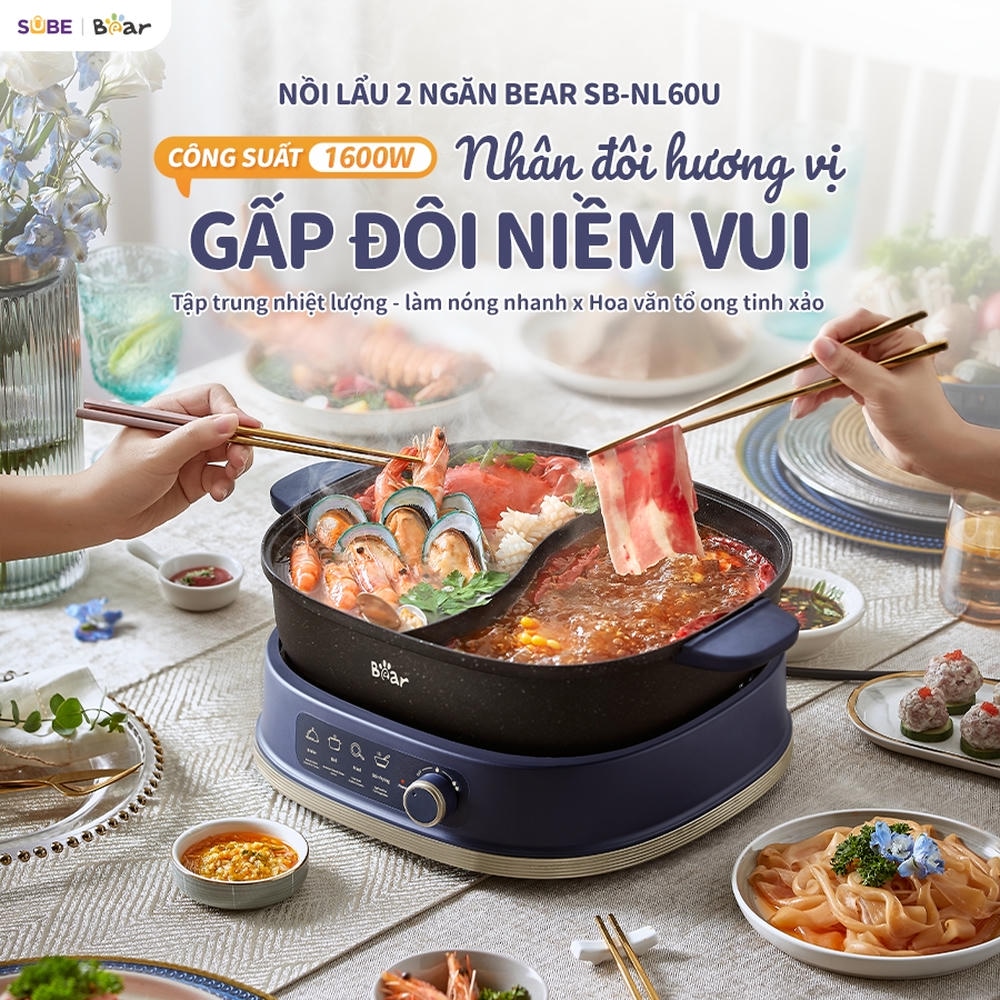 SUBE | Bear
NỒI LẨU 2 NGĂN BEAR SB-NL60U
CÔNG SUẤT 1600W
Nhân đôi hương vị
GẤP ĐÔI NIỀM VUI
Tập trung nhiệt lượng - làm nóng nhanh x Hoa văn tổ ong tinh xảo
Bear